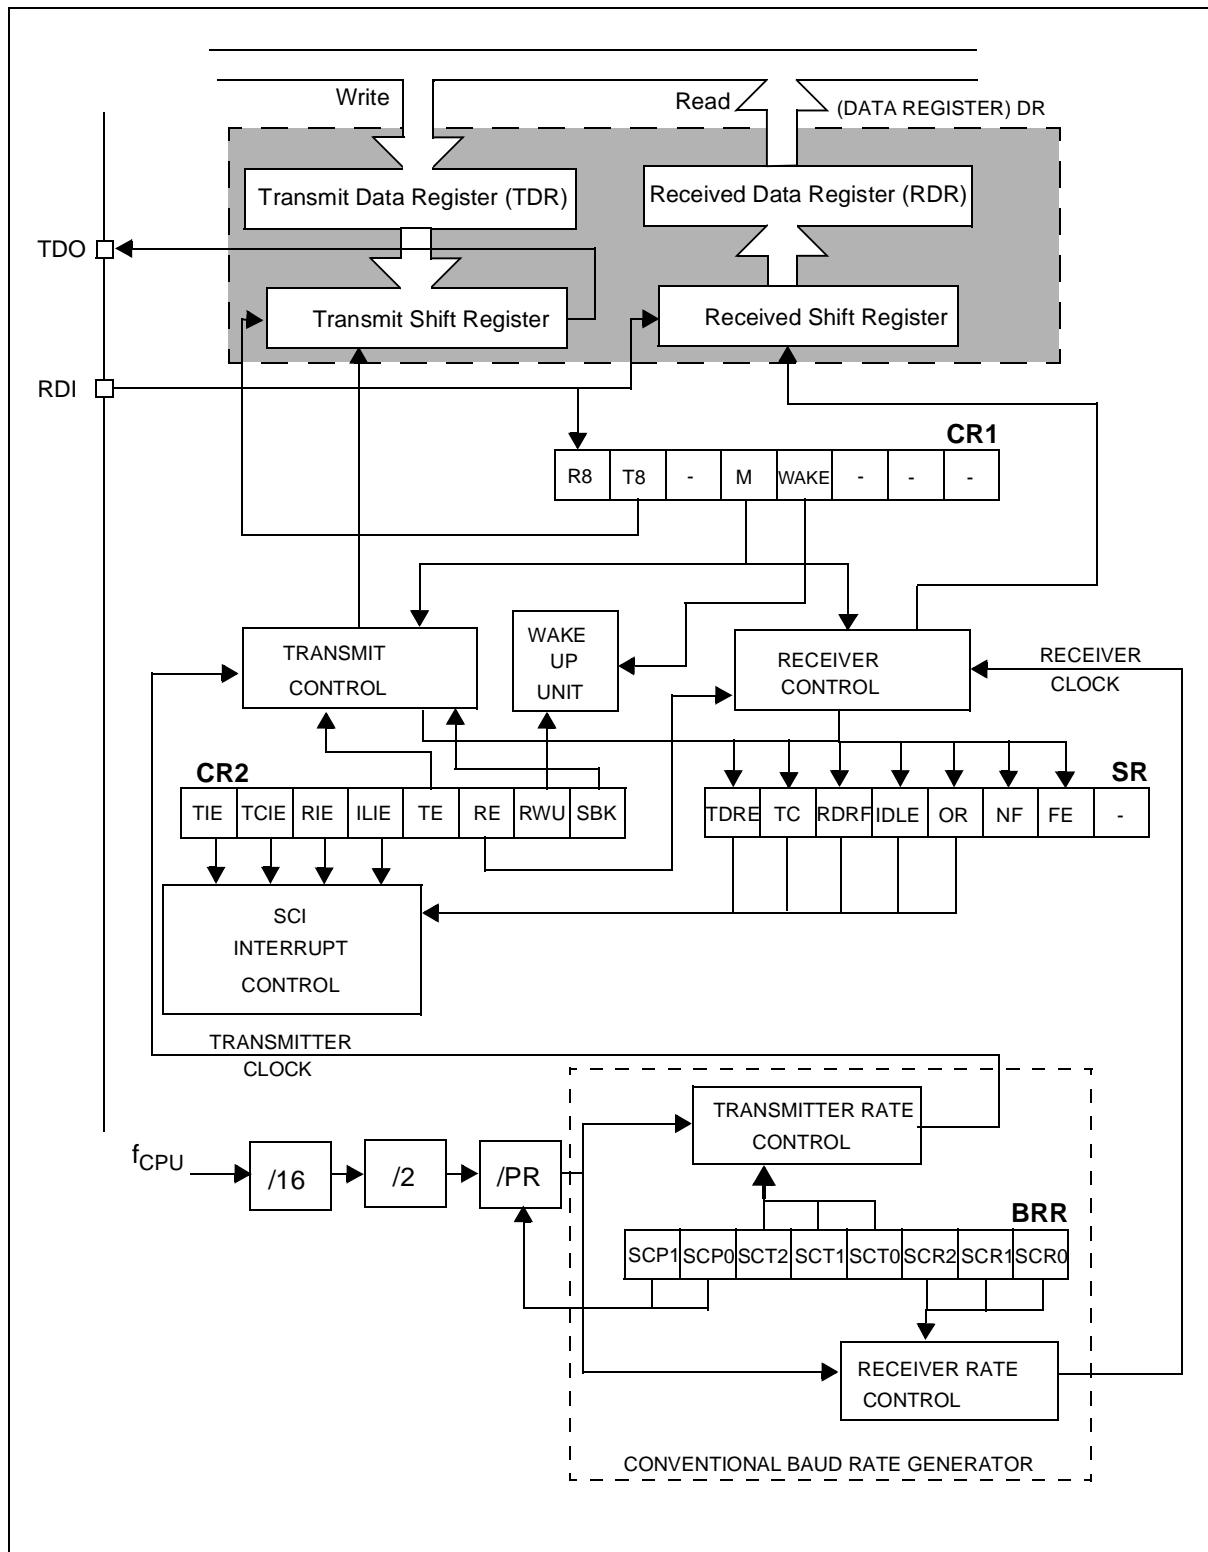 Write
Read
(DATA REGISTER) DR
Transmit Data Register (TDR)
Received Data Register (RDR)
TDO
Transmit Shift Register
Received Shift Register
RDI
CR1
R8 T8 - M WAKE - - -
TRANSMIT
CONTROL
WAKE
UP
UNIT
RECEIVER
CONTROL
RECEIVER
CLOCK
CR2
TIE TCIE RIE ILIE TE RE RWU SBK
SR
TDRE TC RDRF IDLE OR NF FE -
SCI
INTERRUPT
CONTROL
TRANSMITTER
CLOCK
TRANSMITTER RATE
CONTROL
fCPU
/16
/2
/PR
BRR
SCP1 SCP0 SCT2 SCT1 SCT0 SCR2 SCR1 SCR0
RECEIVER RATE
CONTROL
CONVENTIONAL BAUD RATE GENERATOR